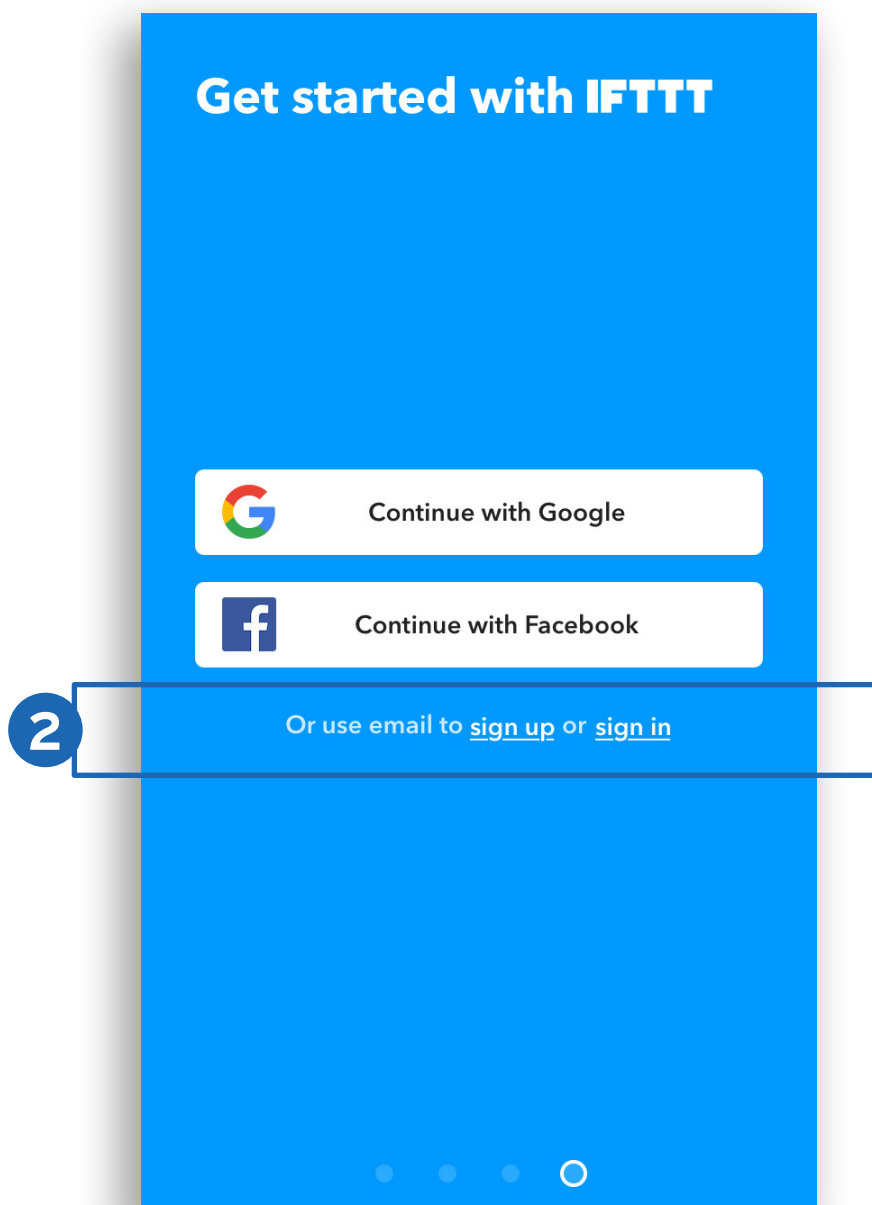 Get started with IFTTT
Continue with Google
Continue with Facebook
2
Or use email to sign up or sign in